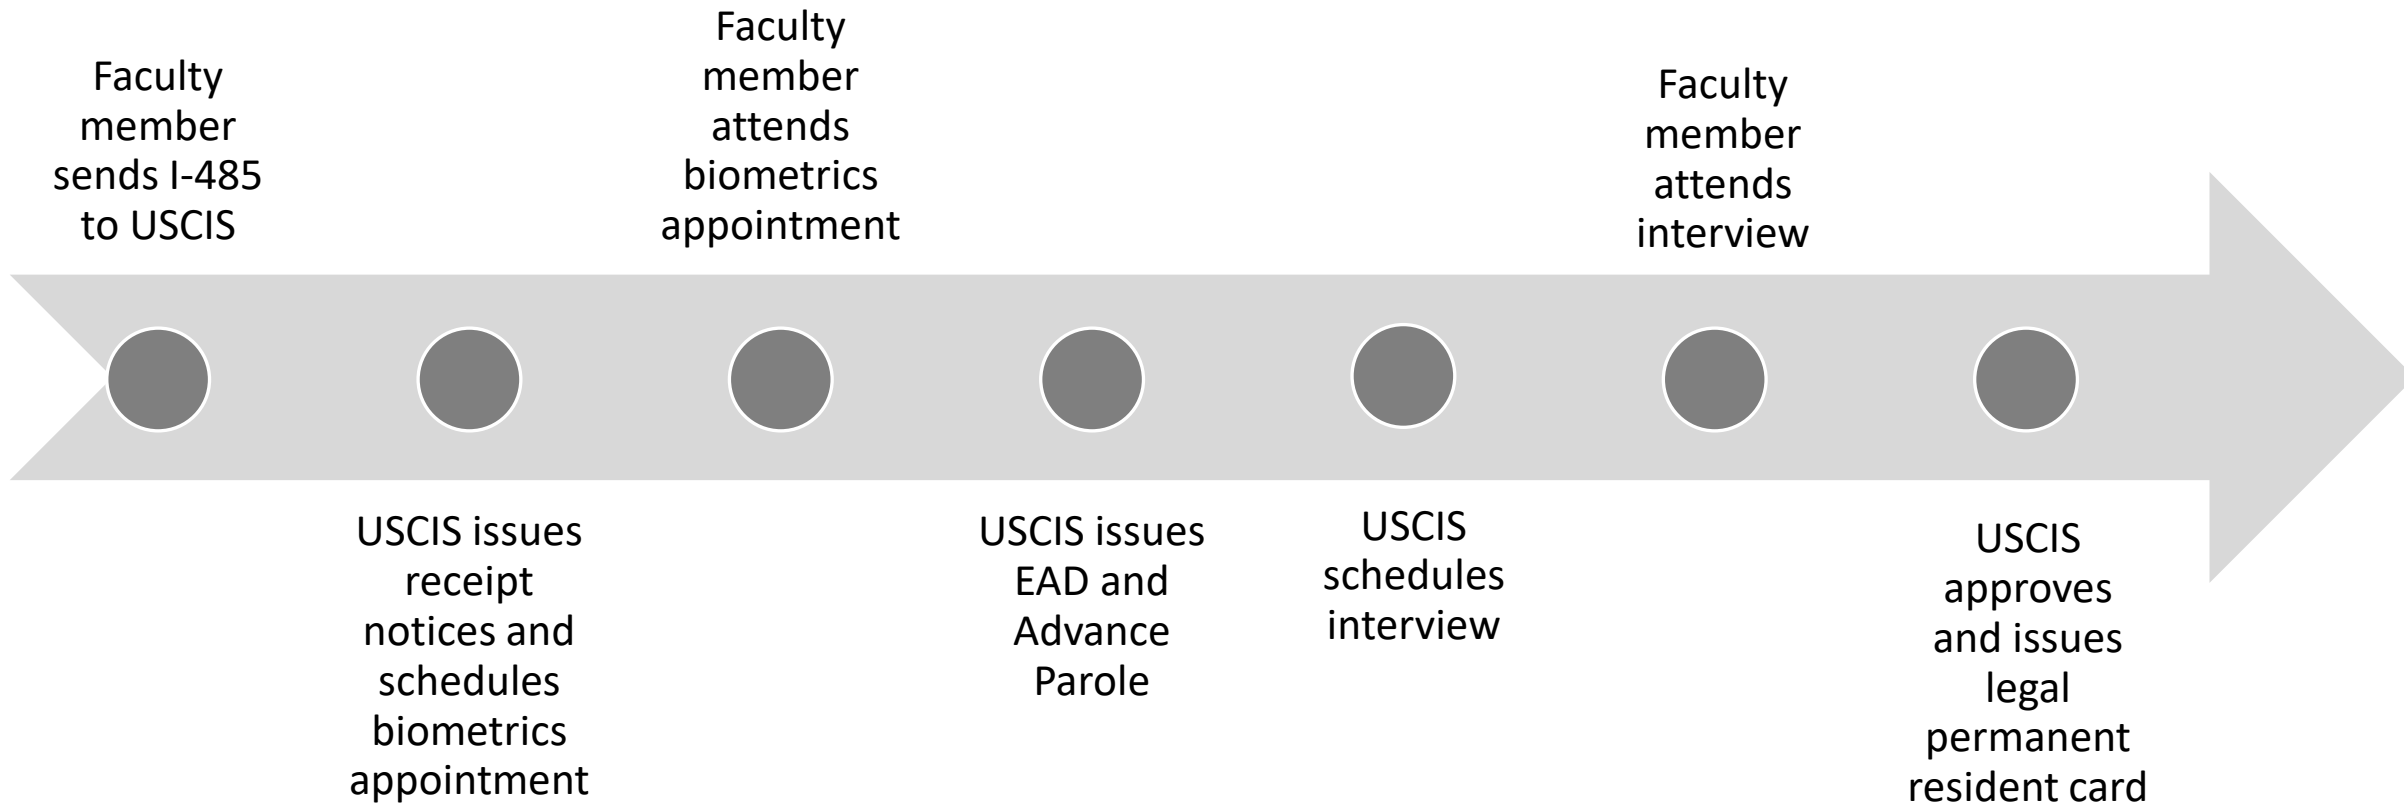 Faculty
member
sends I-485
to USCIS
USCIS issues
receipt
notices and
schedules
biometrics
appointment
Faculty
member
attends
biometrics
appointment
USCIS issues
EAD and
Advance
Parole
USCIS
schedules
interview
Faculty
member
attends
interview
USCIS
approves
and issues
legal
permanent
resident card